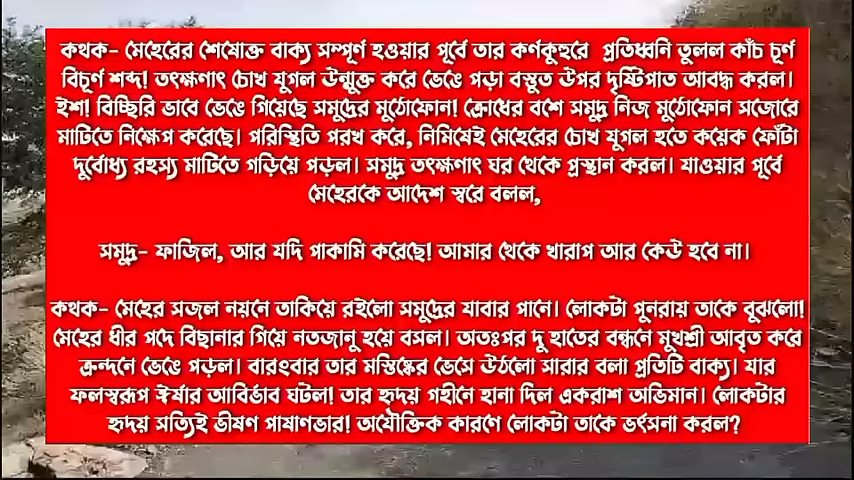 কথক- মেহেরের শেষোক্ত বাক্য সম্পূর্ণ হওয়ার পূর্বে তার কর্ণকুহুরে প্রতিধ্বনি তুলল কাঁচ চূর্ণ
বিচূর্ণ শব্দ! তৎক্ষণাৎ চোখ যুগল উন্মুক্ত করে ভেঙে পড়া বস্তুত উপর দৃষ্টিপাত আবদ্ধ করল।
ইশ! বিচ্ছিরি ভাবে ভেঙে গিয়েছে সমুদ্রের মুঠোফোন! ক্রোধের বশে সমুদ্র নিজ মুঠোফোন সজোরে
মাটিতে নিক্ষেপ করেছে। পরিস্থিতি পরখ করে, নিমিষেই মেহেরের চোখ যুগল হতে কয়েক ফোঁটা
দুর্বোধ্য রহস্য মাটিতে গড়িয়ে পড়ল। সমুদ্র তৎক্ষণাৎ ঘর থেকে প্রস্থান করল। যাওয়ার পূর্বে
মেহেরকে আদেশ স্বরে বলল,
সমুদ্র- ফাজিল, আর যদি পাকামি করেছে! আমার থেকে খারাপ আর কেউ হবে না।
কথক- মেহের সজল নয়নে তাকিয়ে রইলো সমুদ্রের যাবার পানে। লোকটা পুনরায় তাকে বুঝলো!
মেহের ধীর পদে বিছানার গিয়ে নতজানু হয়ে বসল। অতঃপর দু হাতের বন্ধনে মুখশ্রী আবৃত করে
ক্রন্দনে ভেঙে পড়ল। বারংবার তার মস্তিষ্কের ভেসে উঠলো সারার বলা প্রতিটি বাক্য। যার
ফলস্বরূপ ঈর্ষার আবির্ভাব ঘটল! তার হৃদয় গহীনে হানা দিল একরাশ অভিমান। লোকটার
হৃদয় সত্যিই ভীষণ পাষাণভার! অযৌক্তিক কারণে লোকটা তাকে ভর্ৎসনা করল?